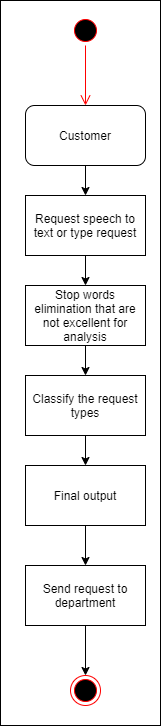 Customer
Request speech to
text or type request
Stop words
elimination that are
not excellent for
analysis
Classify the request
types
Final output
Send request to
department